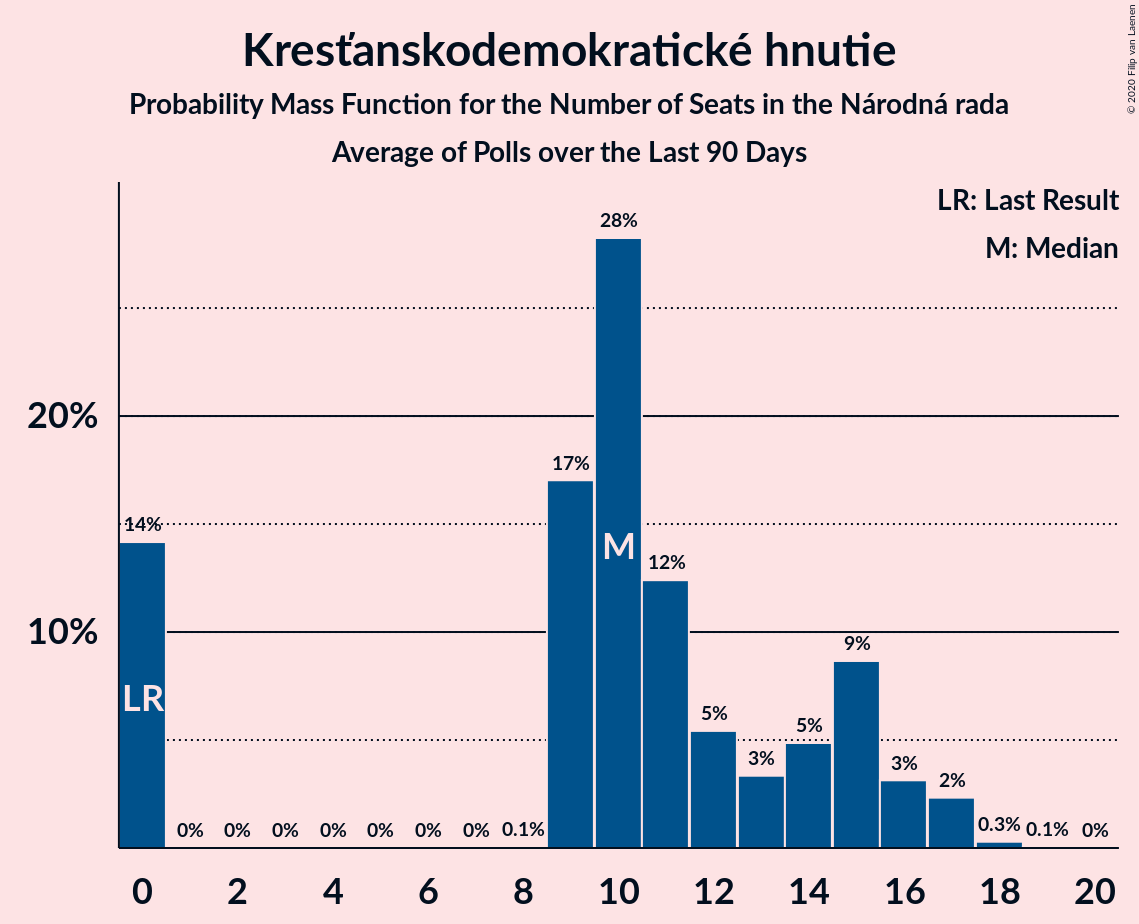 Kresťanskodemokratické hnutie
Probability Mass Function for the Number of Seats in the Národná rada
Average of Polls over the Last 90 Days
© 2020 Filip van Laenen
LR: Last Result
M: Median
28%
20%
17%
14%
M
12%
10%
9%
LR
5%
5%
3%
3%
2%
0% 0% 0% 0% 0% 0% 0% 0.1% 0.3% 0.1% 0%
0 2 4 6 8 10 12 14 16 18 20